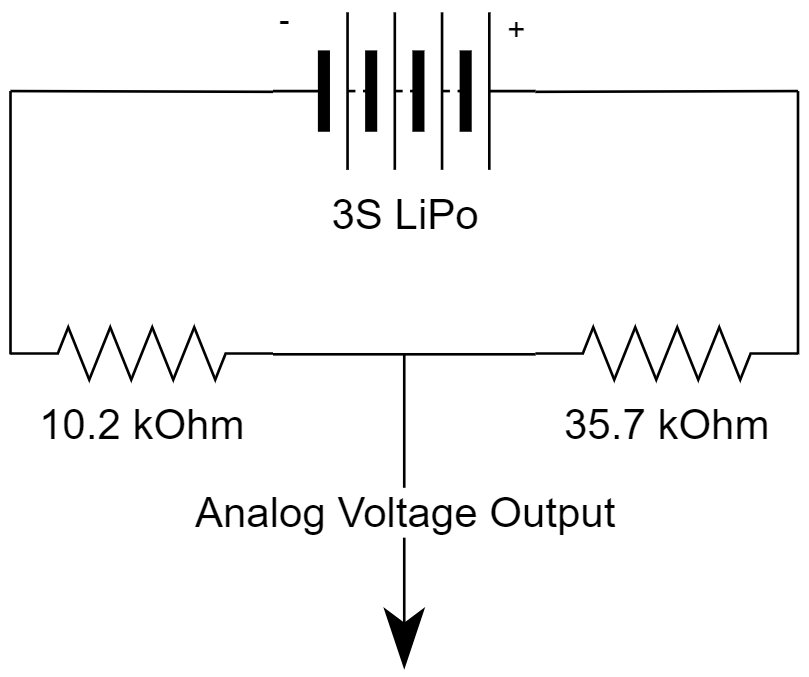 - +
3S LiPo
10.2 kOhm 35.7 kOhm
Analog Voltage Output